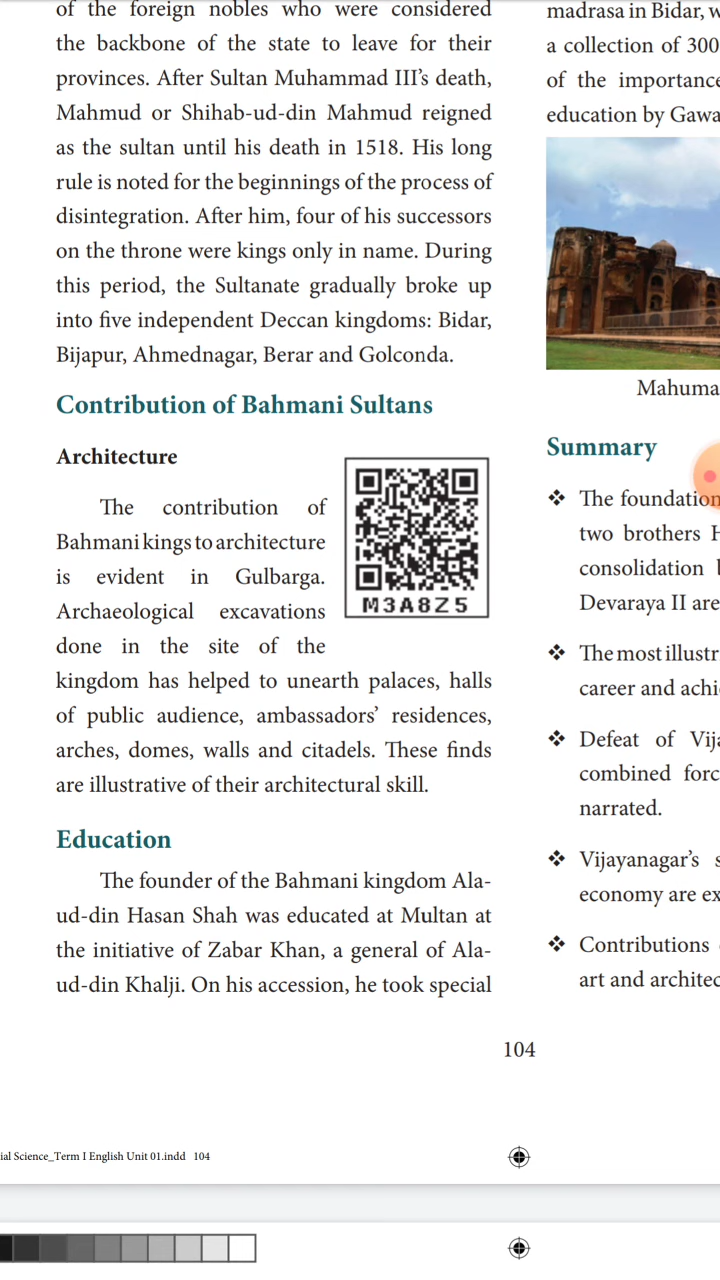 of the foreign nobles who were considered
the backbone of the state to leave for their
provinces. After Sultan Muhammad III’s death,
Mahmud or Shihab-ud-din Mahmud reigned
as the sultan until his death in 1518. His long
rule is noted for the beginnings of the process of
disintegration. After him, four of his successors
on the throne were kings only in name. During
this period, the Sultanate gradually broke up
into five independent Deccan kingdoms: Bidar,
Bijapur, Ahmednagar, Berar and Golconda.
Contribution of Bahmani Sultans
Architecture
The contribution of
Bahmani kings to architecture
is evident in Gulbarga.
Archaeological excavations
done in the site of the
M3A8Z5
kingdom has helped to unearth palaces, halls
of public audience, ambassadors’ residences,
arches, domes, walls and citadels. These finds
are illustrative of their architectural skill.
Education
The founder of the Bahmani kingdom Ala-
ud-din Hasan Shah was educated at Multan at
the initiative of Zabar Khan, a general of Ala-
ud-din Khalji. On his accession, he took special
madrasa in Bidar,
a collection of 300
of the importance
education by
Summary
❖ The foundation
two brothers
consolidation
Devaraya II are
❖ The most
career and
❖ Defeat of
combined
narrated.
❖ Vijayanagar’s
economy are
❖ Contributions
art and
104
Science_Term I English Unit 01.indd 104